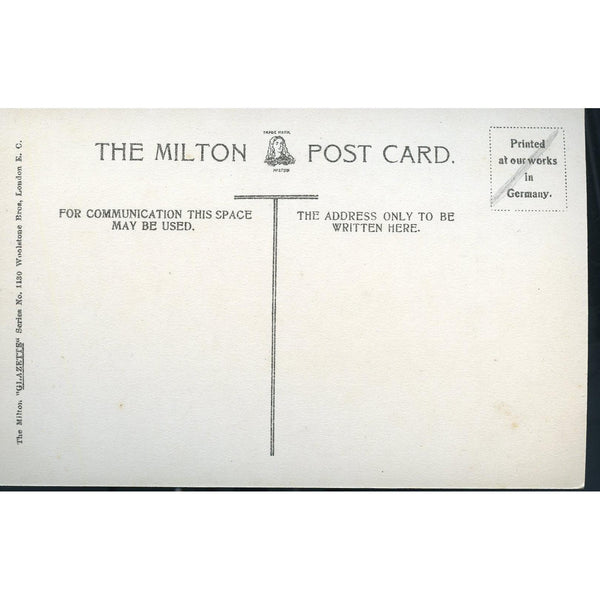 TRADE MARK
THE MILTON POST CARD.
Printed
at our works
in
Germany.
FOR COMMUNICATION THIS SPACE
MAY BE USED.
THE ADDRESS ONLY TO BE
WRITTEN HERE.
The Milton "GLAZETTE" Series No. 1130 Woolstone Bros, London E. C.